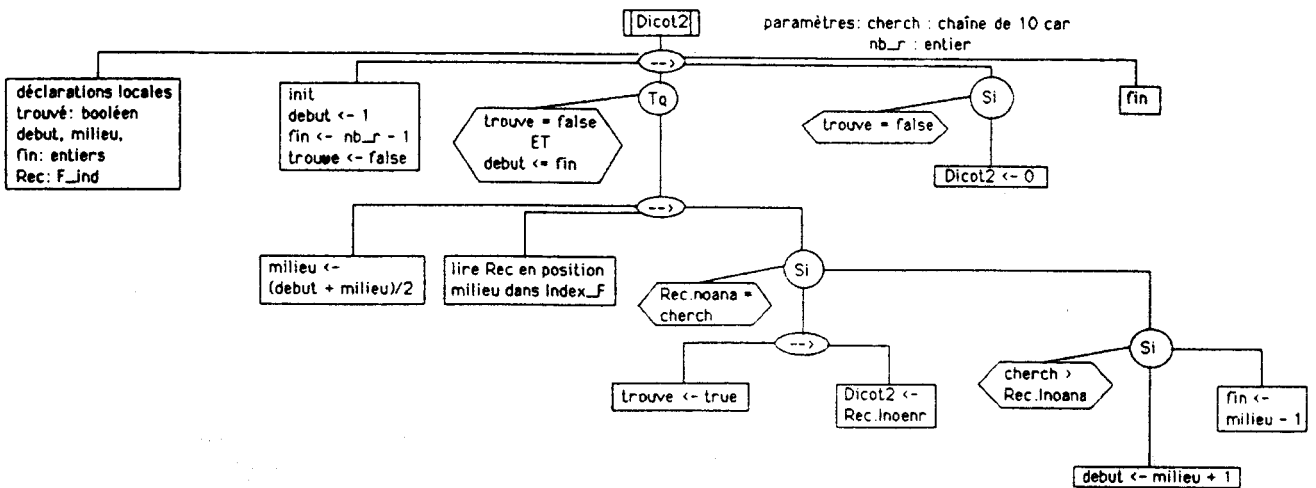 Dicot2
paramètres: cherch : chaîne de 10 car
nb_r : entier
-->
déclarations locales
trouvé: booléen
debut, milieu,
fin: entiers
Rec: F_ind
init
debut <- 1
fin <- nb_r - 1
trouve <- false
Tq
trouve = false
ET
debut <= fin
Si
trouve = false
Dicot2 <- 0
fin
-->
milieu <-
(debut + milieu)/2
lire Rec en position
milieu dans Index_F
Si
Rec.noana =
cherch
-->
trouve <- true
Dicot2 <-
Rec.Inoenr
Si
cherch >
Rec.Inoana
fin <-
milieu - 1
debut <- milieu + 1